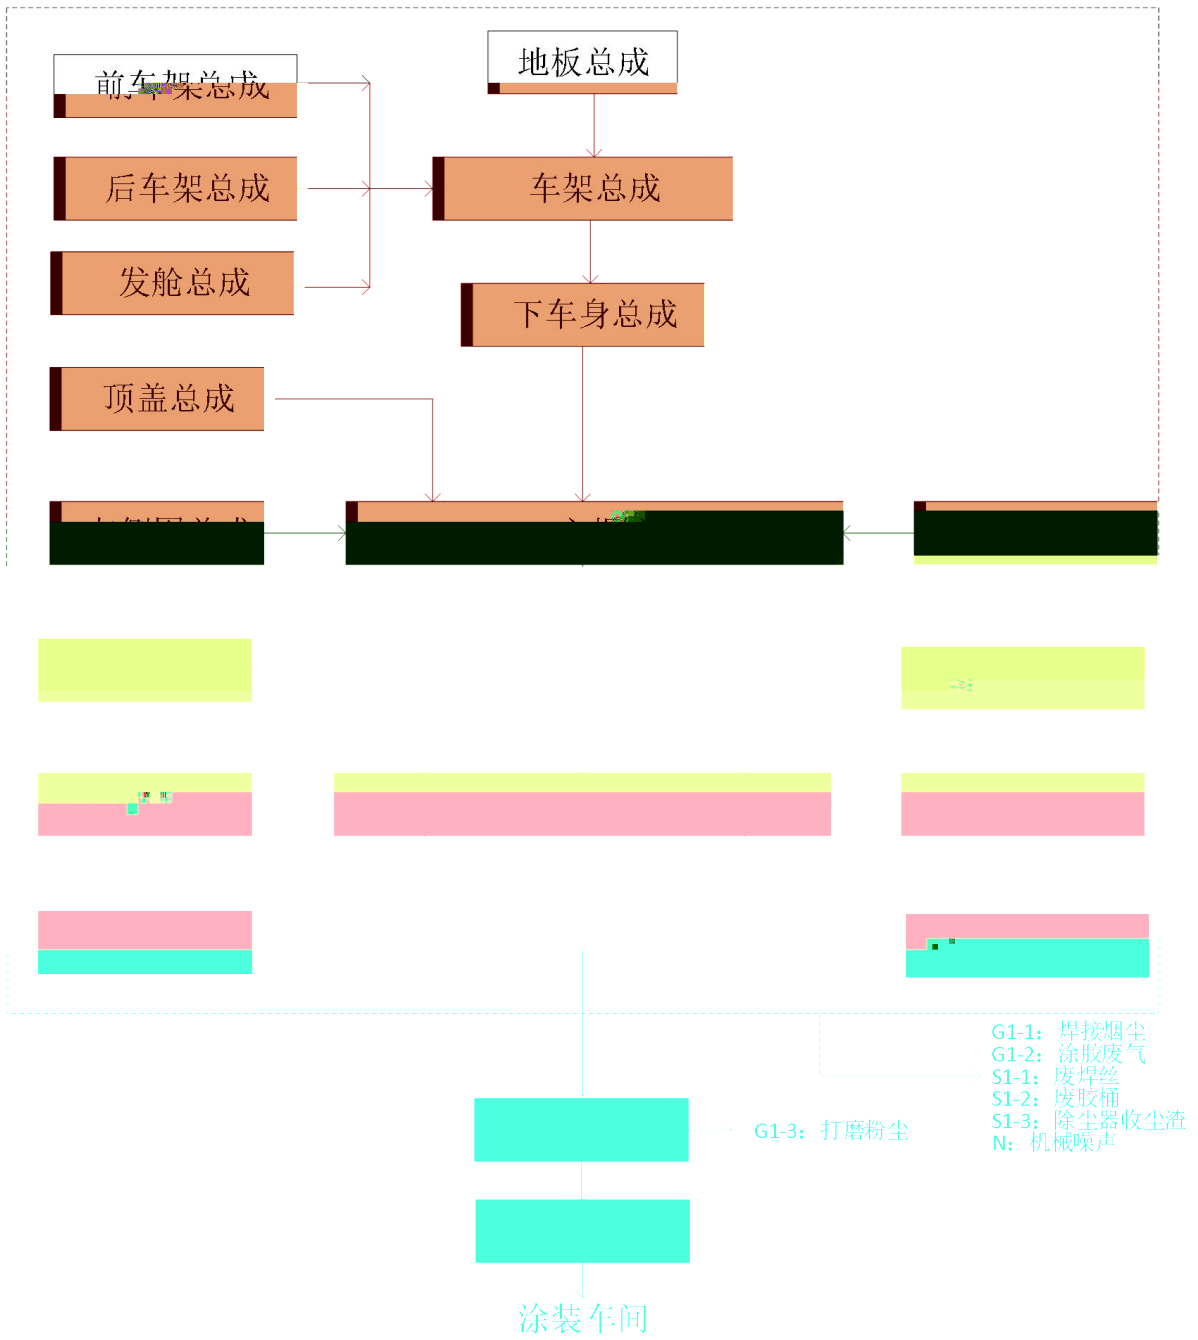 地板总成
前车架总成
后车架总成
车架总成
发舱总成
下车身总成
顶盖总成
G1-1：焊接烟尘
G1-2：涂胶废气
S1-1：废焊丝
S1-2：废胶桶
S1-3：除尘器收尘渣
N：机械噪声
G1-3：打磨粉尘
涂装车间